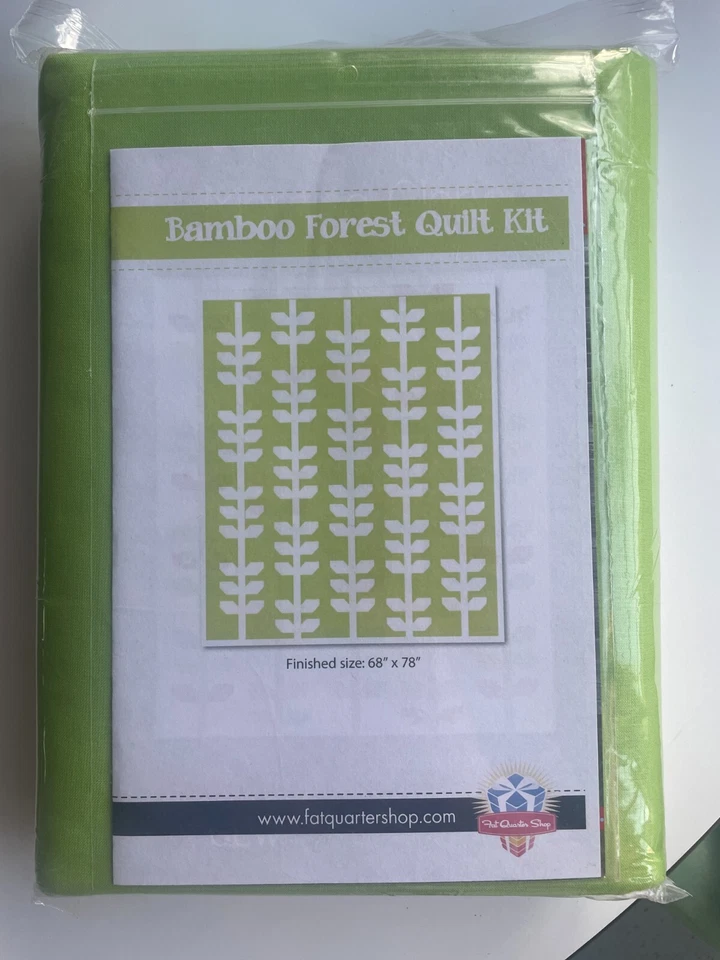 Bamboo Forest Quilt Kit
Finished size: 68” x 78”
www.fatquartershop.com
Fat Quarter Shop